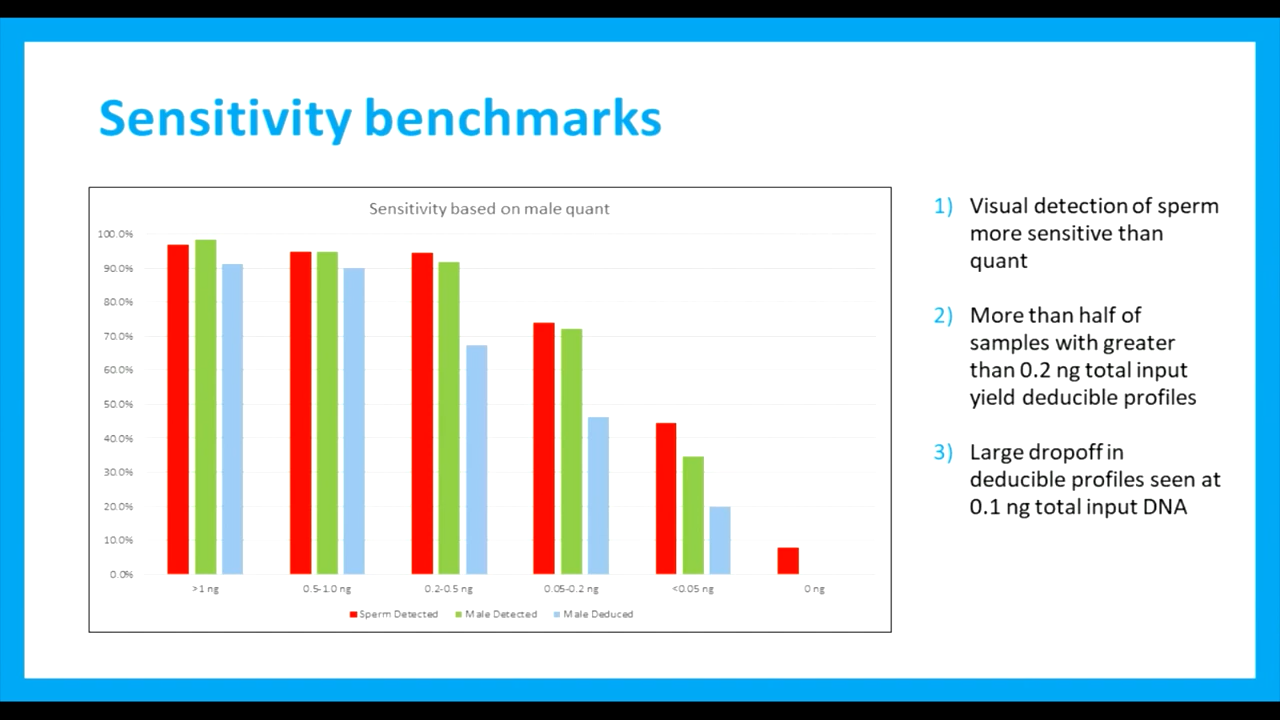 Sensitivity benchmarks
Sensitivity based on male quant
100.0%
90.0%
80.0%
70.0%
60.0%
50.0%
40.0%
30.0%
20.0%
10.0%
0.0%
>1 ng 0.5-1.0 ng 0.2-0.5 ng 0.05-0.2 ng <0.05 ng 0 ng
Sperm Detected Male Detected Male Deduced
1) Visual detection of sperm
more sensitive than
quant
2) More than half of
samples with greater
than 0.2 ng total input
yield deducible profiles
3) Large dropoff in
deducible profiles seen at
0.1 ng total input DNA